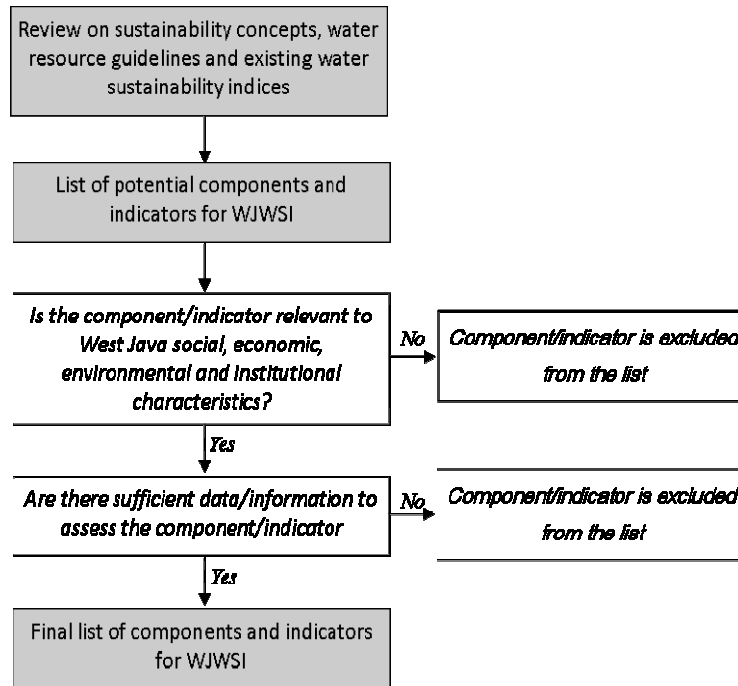 Review on sustainability concepts, water
resource guidelines and existing water
sustainability indices
List of potential components and
indicators for WJWSI
Is the component/indicator relevant to
West Java social, economic,
environmental and institutional
characteristics?
No
Component/indicator is excluded
from the list
Yes
Are there sufficient data/information to
assess the component/indicator
No
Component/indicator is excluded
from the list
Yes
Final list of components and indicators
for WJWSI